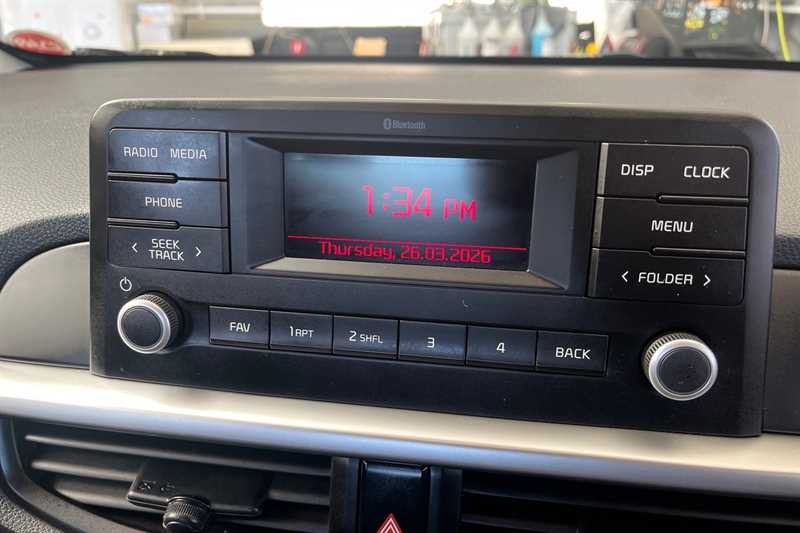 Bluetooth
RADIO MEDIA
PHONE
< SEEK TRACK >
1:34 PM
Thursday, 26.03.2026
DISP CLOCK
MENU
< FOLDER >
FAV
1 RPT
2 SHFL
3
4
BACK